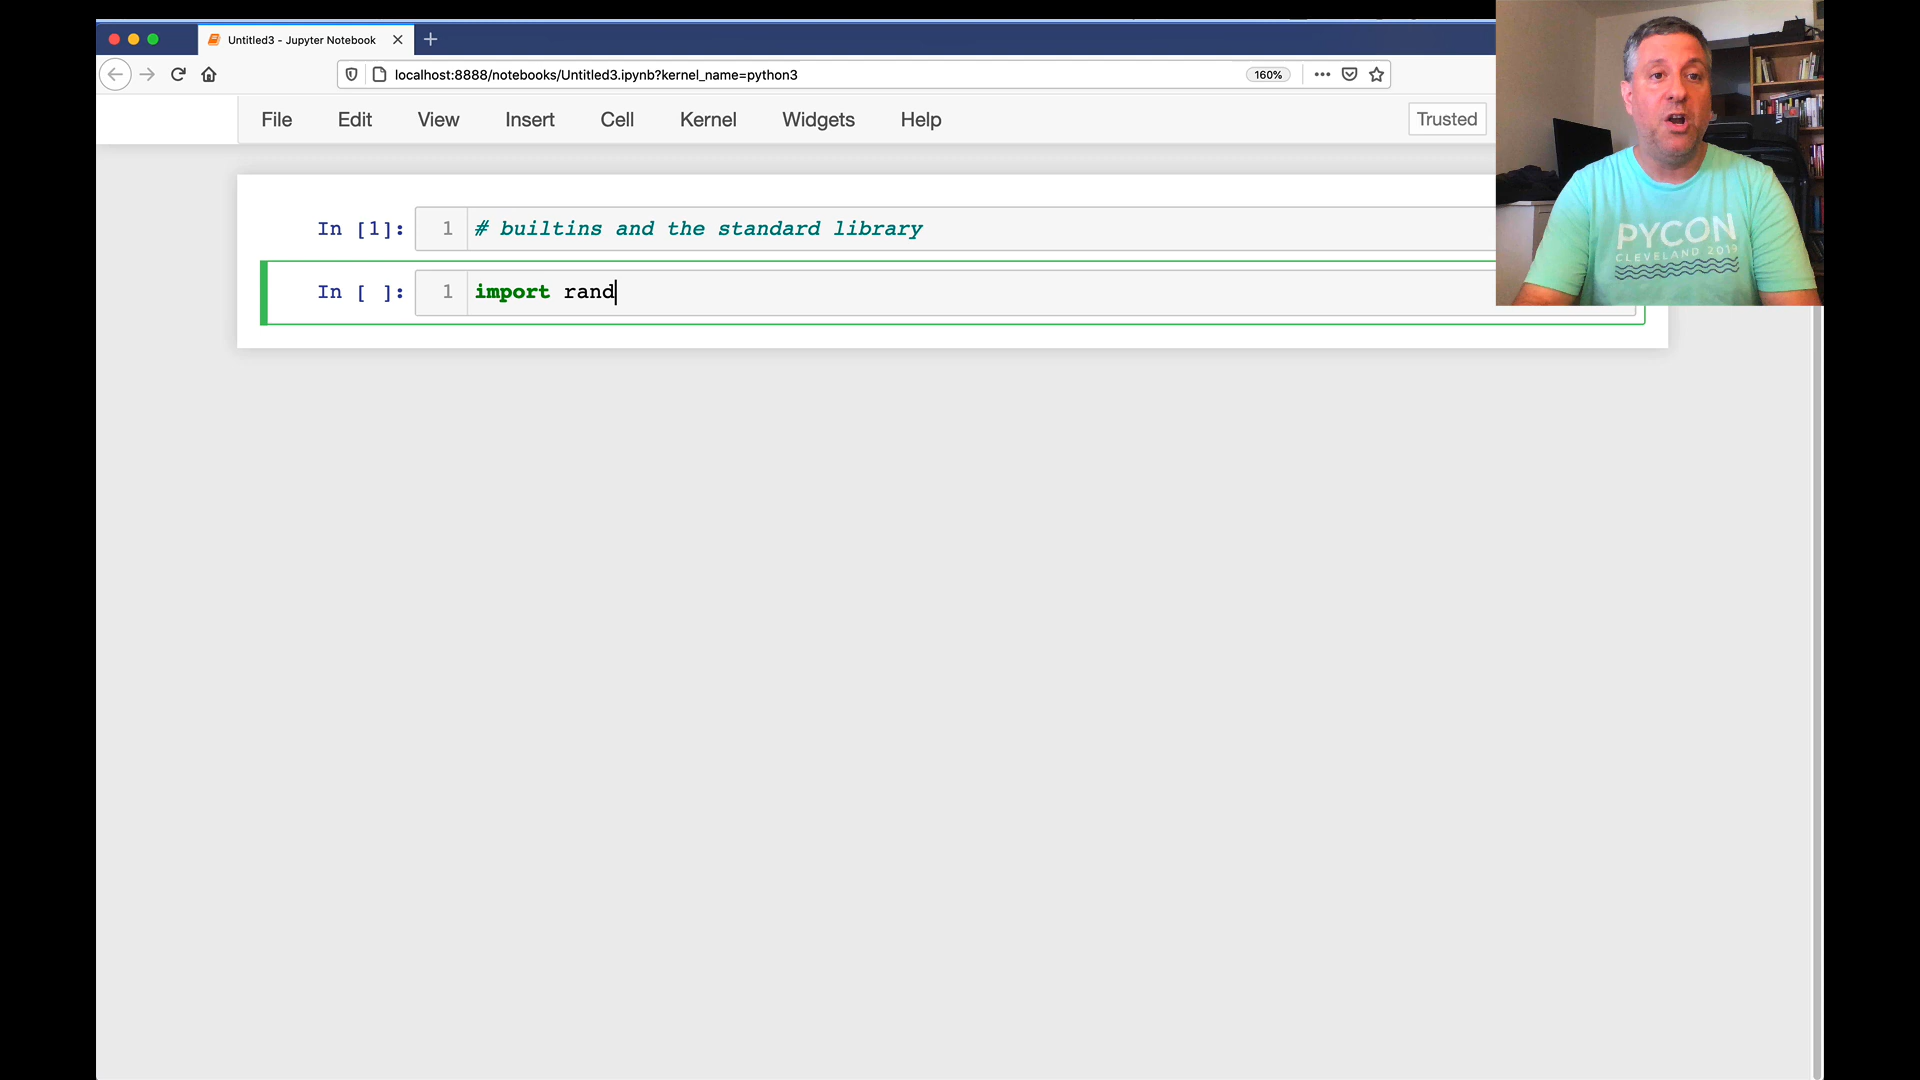 Untitled3 - Jupyter Notebook
localhost:8888/notebooks/Untitled3.ipynb?kernel_name=python3
160%
File Edit View Insert Cell Kernel Widgets Help
Trusted
In [1]: 1 # builtins and the standard library
In [ ]: 1 import rand
PYCON
CLEVELAND 2019